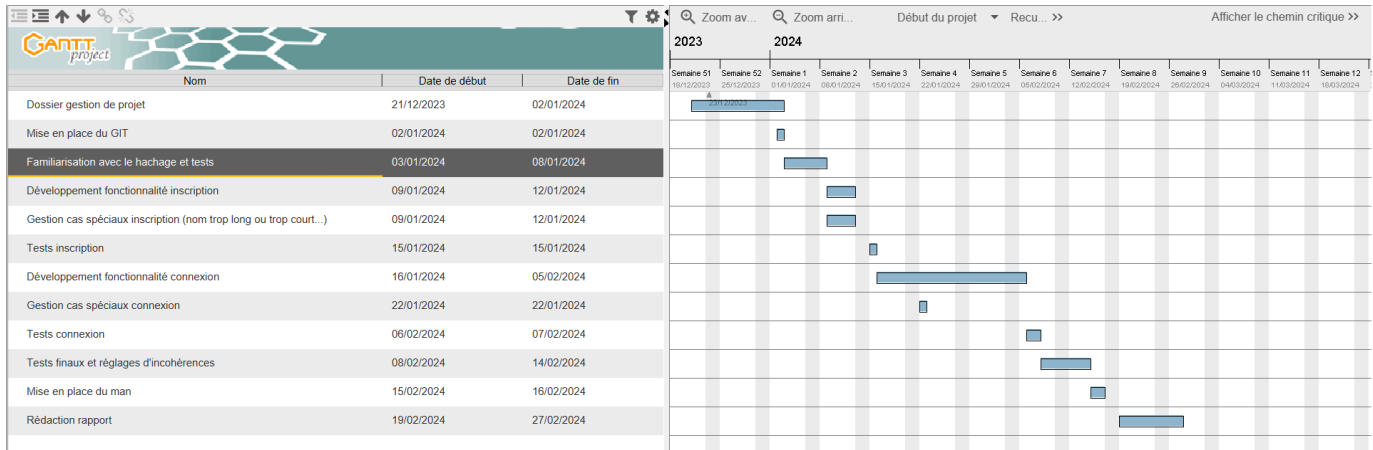 Zoom av... Zoom arri... Début du projet Recu... >> Afficher le chemin critique >>
GANTT project
2023 2024
Nom Date de début Date de fin
Semaine 51 Semaine 52 Semaine 1 Semaine 2 Semaine 3 Semaine 4 Semaine 5 Semaine 6 Semaine 7 Semaine 8 Semaine 9 Semaine 10 Semaine 11 Semaine 12
18/12/2023 25/12/2023 01/01/2024 08/01/2024 15/01/2024 22/01/2024 29/01/2024 05/02/2024 12/02/2024 19/02/2024 26/02/2024 04/03/2024 11/03/2024 18/03/2024
Dossier gestion de projet 21/12/2023 02/01/2024 23/12/2023
Mise en place du GIT 02/01/2024 02/01/2024
Familiarisation avec le hachage et tests 03/01/2024 08/01/2024
Développement fonctionnalité inscription 09/01/2024 12/01/2024
Gestion cas spéciaux inscription (nom trop long ou trop court...) 09/01/2024 12/01/2024
Tests inscription 15/01/2024 15/01/2024
Développement fonctionnalité connexion 16/01/2024 05/02/2024
Gestion cas spéciaux connexion 22/01/2024 22/01/2024
Tests connexion 06/02/2024 07/02/2024
Tests finaux et réglages d'incohérences 08/02/2024 14/02/2024
Mise en place du man 15/02/2024 16/02/2024
Rédaction rapport 19/02/2024 27/02/2024